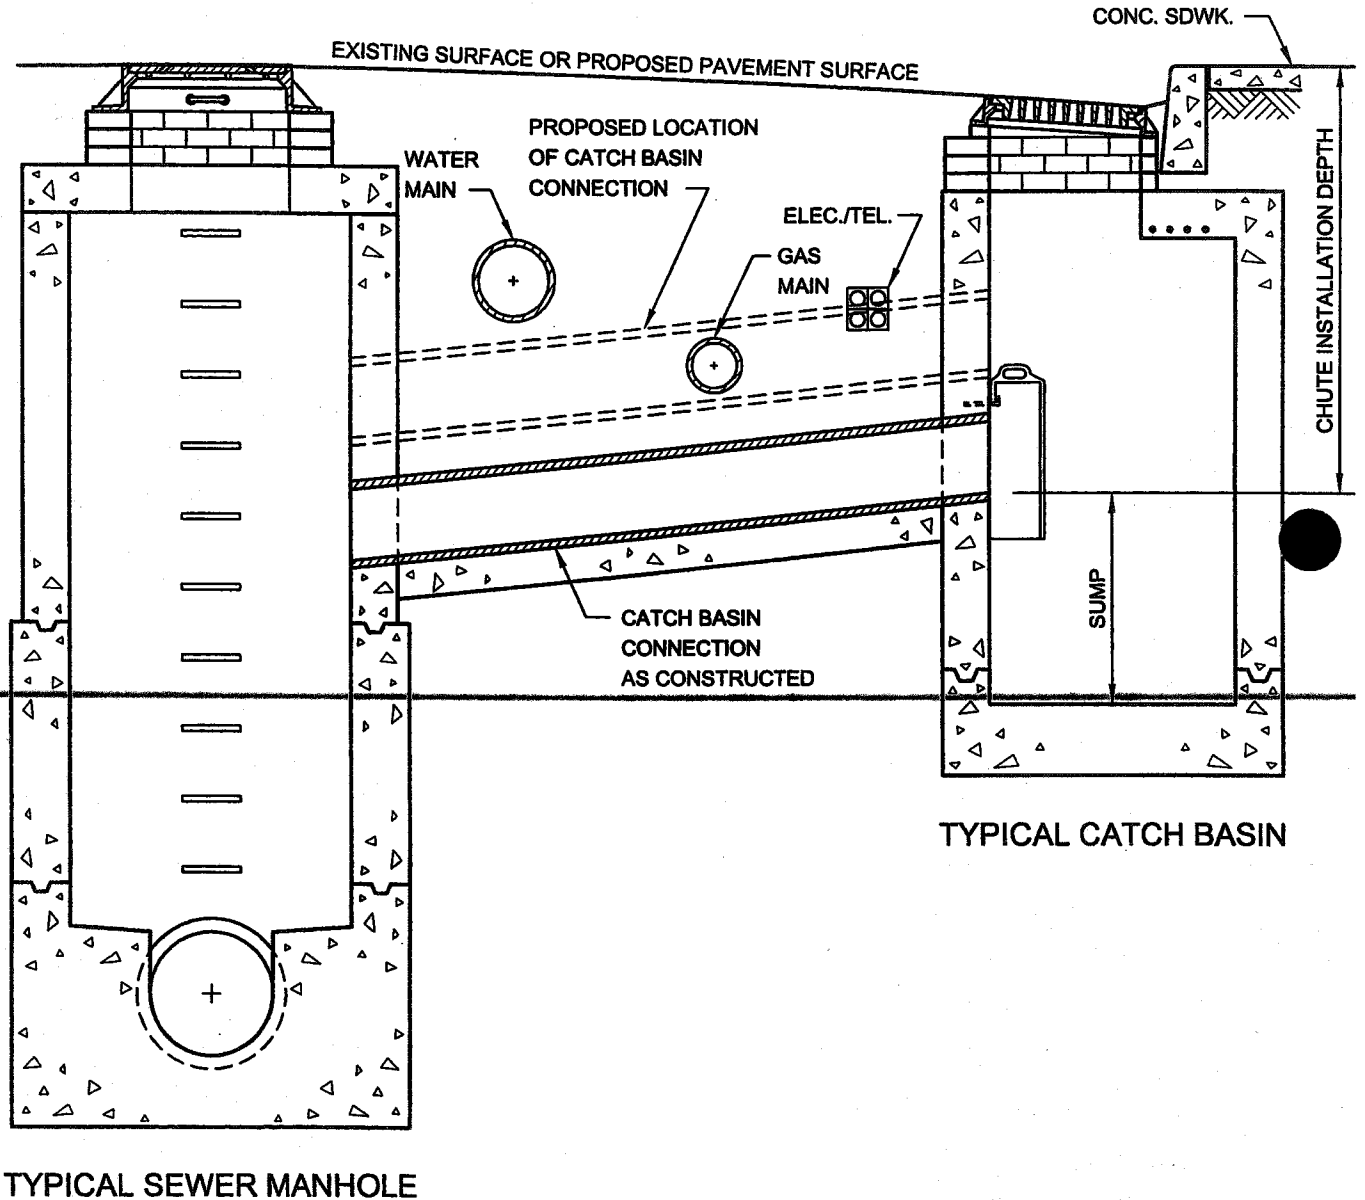 CONC. SDWK.
EXISTING SURFACE OR PROPOSED PAVEMENT SURFACE
PROPOSED LOCATION
OF CATCH BASIN
CONNECTION
WATER
MAIN
ELEC./TEL.
GAS
MAIN
CHUTE INSTALLATION DEPTH
SUMP
CATCH BASIN
CONNECTION
AS CONSTRUCTED
TYPICAL CATCH BASIN
TYPICAL SEWER MANHOLE